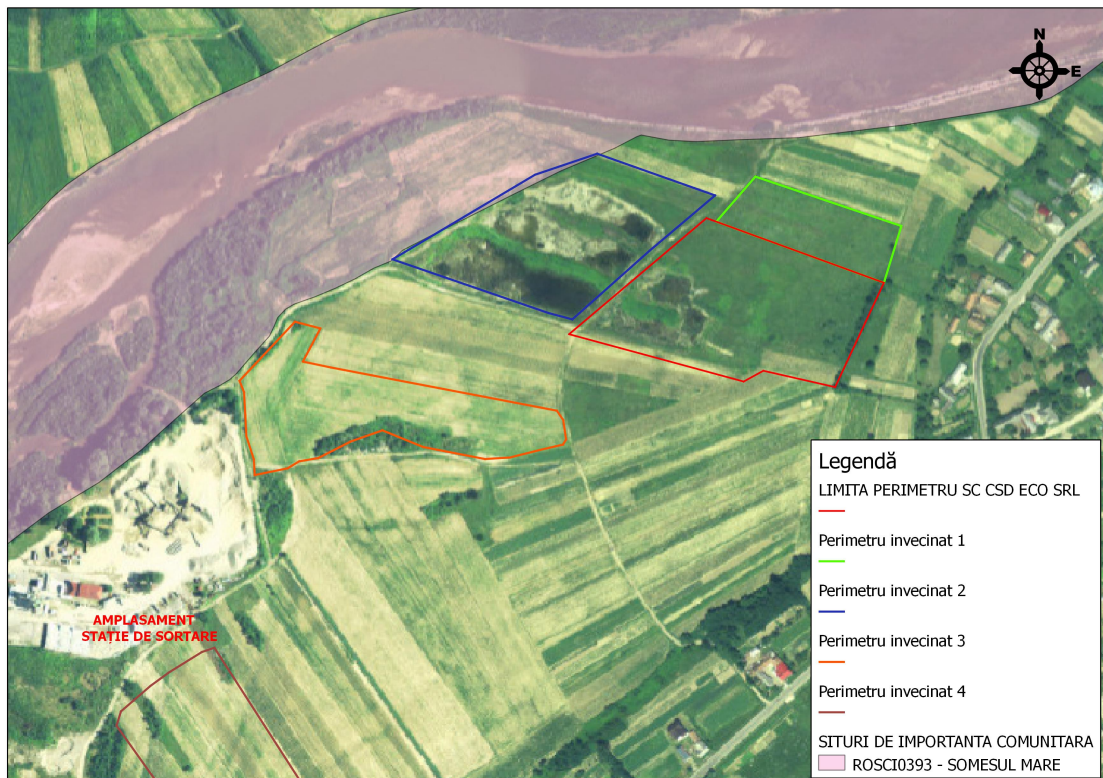 N
E
AMPLASAMENT
STAȚIE DE SORTARE
Legendă
LIMITA PERIMETRU SC CSD ECO SRL
Perimetru invecinat 1
Perimetru invecinat 2
Perimetru invecinat 3
Perimetru invecinat 4
SITURI DE IMPORTANTA COMUNITARA
ROSCI0393 - SOMESUL MARE